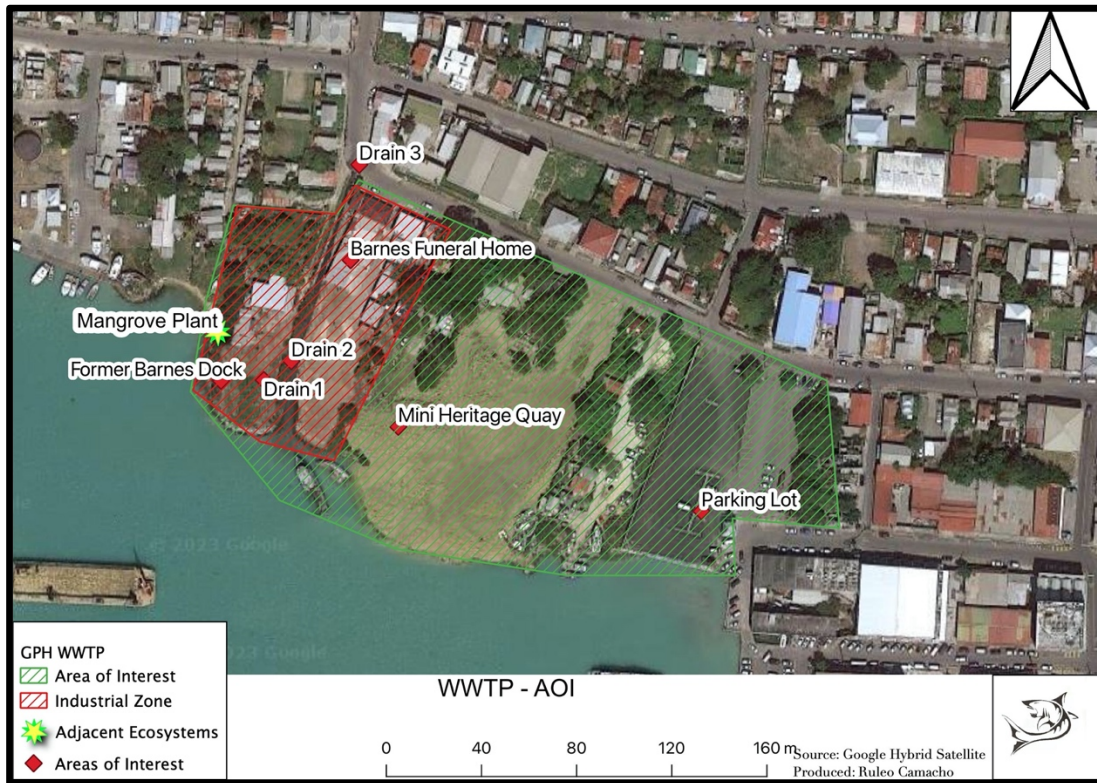 Drain 3
Barnes Funeral Home
Mangrove Plant
Drain 2
Former Barnes Dock
Drain 1
Mini Heritage Quay
Parking Lot
© 2023 Google
2023 Google
GPH WWTP
Area of Interest
Industrial Zone
Adjacent Ecosystems
Areas of Interest
WWTP - AOI
0 40 80 120 160 m
Source: Google Hybrid Satellite
Produced: Ruleo Camacho